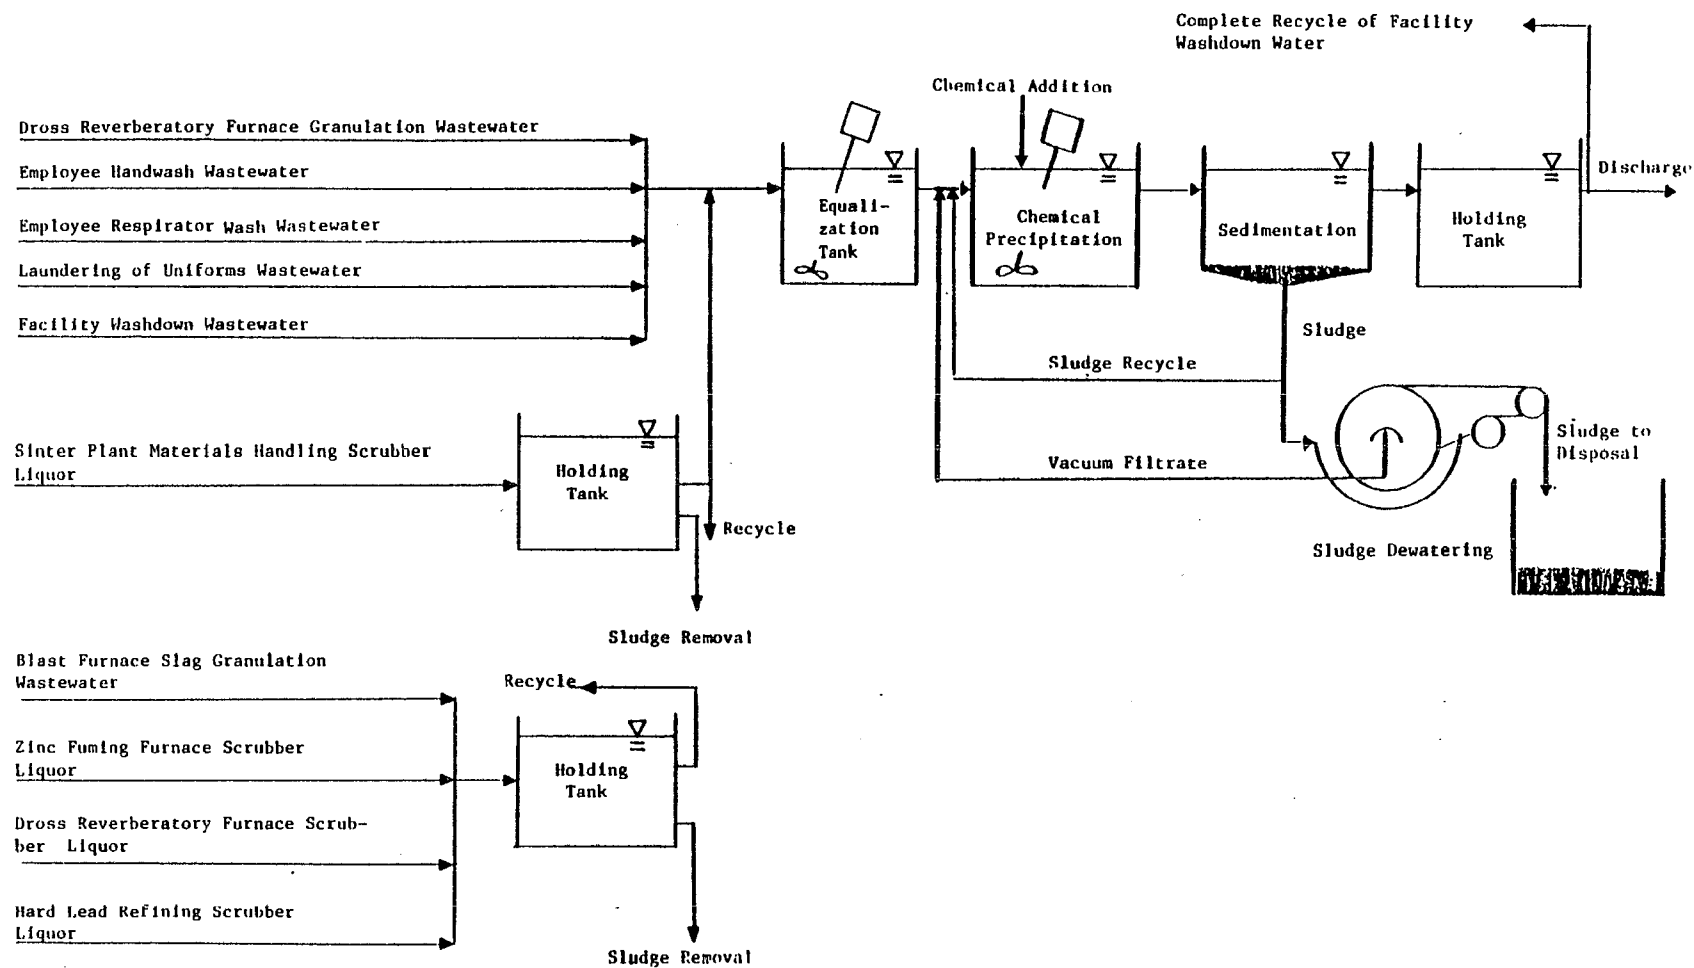 Complete Recycle of Facility
Washdown Water
Chemical Addition
Dross Reverberatory Furnace Granulation Wastewater
Employee Handwash Wastewater
Employee Respirator Wash Wastewater
Laundering of Uniforms Wastewater
Facility Washdown Wastewater
Equali-
zation
Tank
Chemical
Precipitation
Sedimentation
Holding
Tank
Discharge
Sludge
Sludge Recycle
Vacuum Filtrate
Sludge to
Disposal
Sludge Dewatering
Sinter Plant Materials Handling Scrubber
Liquor
Holding
Tank
Recycle
Sludge Removal
Blast Furnace Slag Granulation
Wastewater
Zinc Fuming Furnace Scrubber
Liquor
Dross Reverberatory Furnace Scrub-
ber Liquor
Hard Lead Refining Scrubber
Liquor
Recycle
Holding
Tank
Sludge Removal